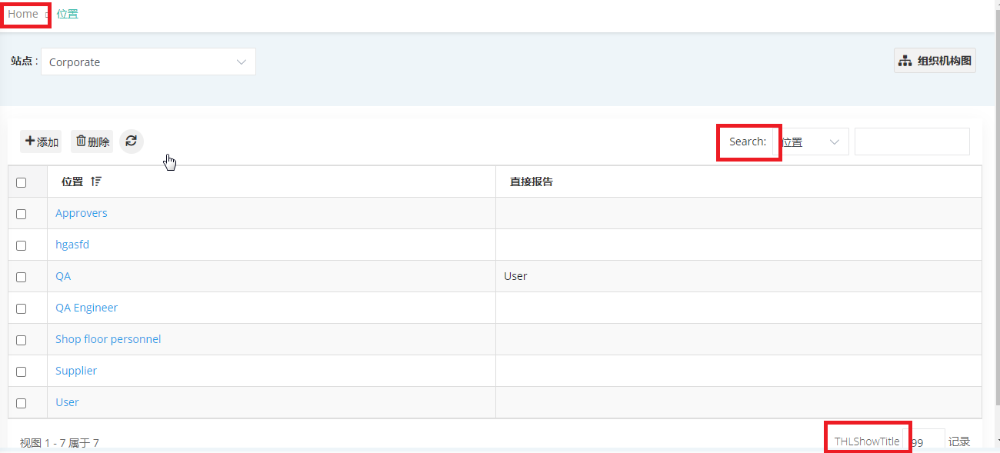 Home 位置
站点 : Corporate 组织机构图
添加 删除 Search: 位置
位置 直接报告
Approvers
hgasfd
QA User
QA Engineer
Shop floor personnel
Supplier
User
视图 1 - 7 属于 7 THLShowTitle 99 记录